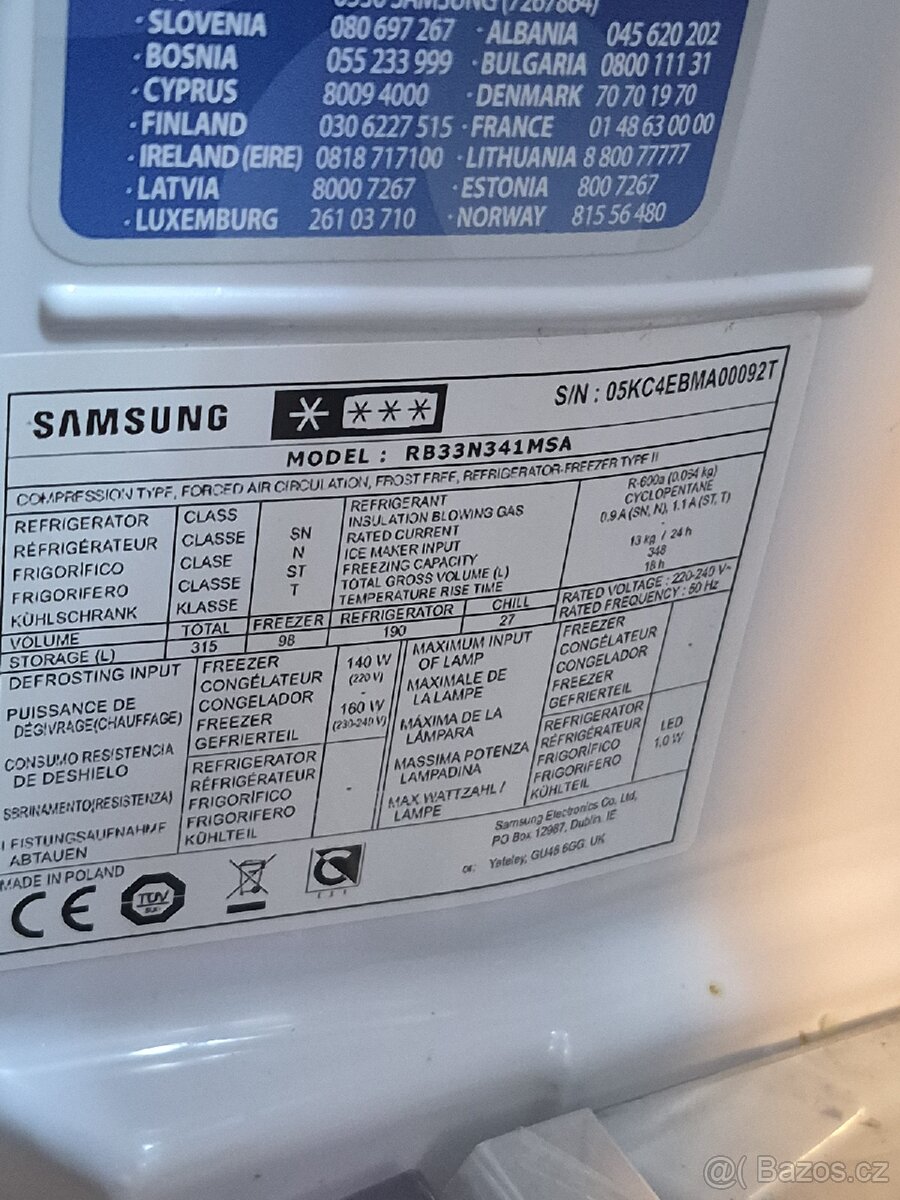 0330 SAMSUNG (7267864)
· SLOVENIA 080 697 267 · ALBANIA 045 620 202
· BOSNIA 055 233 999 · BULGARIA 0800 111 31
· CYPRUS 8009 4000 · DENMARK 70 70 19 70
· FINLAND 030 6227 515 · FRANCE 01 48 63 00 00
· IRELAND (EIRE) 0818 717100 · LITHUANIA 8 800 77777
· LATVIA 8000 7267 · ESTONIA 800 7267
· LUXEMBURG 261 03 710 · NORWAY 815 56 480
SAMSUNG S/N : 05KC4EBMA00092T
MODEL : RB33N341MSA
COMPRESSION TYPE, FORCED AIR CIRCULATION, FROST FREE, REFRIGERATOR-FREEZER TYPE II
REFRIGERATOR
RÉFRIGÉRATEUR
FRIGORÍFICO
FRIGORIFERO
KÜHLSCHRANK
CLASS
CLASSE
CLASE
CLASSE
KLASSE
SN
N
ST
T
REFRIGERANT R-600a (0.054 kg)
INSULATION BLOWING GAS CYCLOPENTANE
RATED CURRENT 0.9 A (SN, N), 1.1 A (ST, T)
ICE MAKER INPUT
FREEZING CAPACITY 13 kg / 24 h
TOTAL GROSS VOLUME (L) 348
TEMPERATURE RISE TIME 18 h
VOLUME TOTAL FREEZER REFRIGERATOR CHILL
STORAGE (L) 315 98 190 27
RATED VOLTAGE : 220-240 V~
RATED FREQUENCY : 50 Hz
DEFROSTING INPUT
PUISSANCE DE
DÉGIVRAGE(CHAUFFAGE)
CONSUMO RESISTENCIA
DE DESHIELO
SBRINAMENTO(RESISTENZA)
LEISTUNGSAUFNAHME
ABTAUEN
FREEZER
CONGÉLATEUR
CONGELADOR
FREEZER
GEFRIERTEIL
140 W
(220 V)
-
160 W
(230-240 V)
REFRIGERATOR
RÉFRIGÉRATEUR
FRIGORÍFICO
FRIGORIFERO
KÜHLTEIL
-
MAXIMUM INPUT
OF LAMP
MAXIMALE DE
LA LAMPE
MÁXIMA DE LA
LÁMPARA
MASSIMA POTENZA
LAMPADINA
MAX WATTZAHL /
LAMPE
FREEZER
CONGÉLATEUR
CONGELADOR
FREEZER
GEFRIERTEIL
-
REFRIGERATOR
RÉFRIGÉRATEUR
FRIGORÍFICO
FRIGORIFERO
KÜHLTEIL
LED
1.0 W
Samsung Electronics Co. Ltd,
PO Box 12987, Dublin. IE
or: Yateley, GU46 6GG. UK
MADE IN POLAND
CE
TÜV
SÜD
@( Bazos.cz